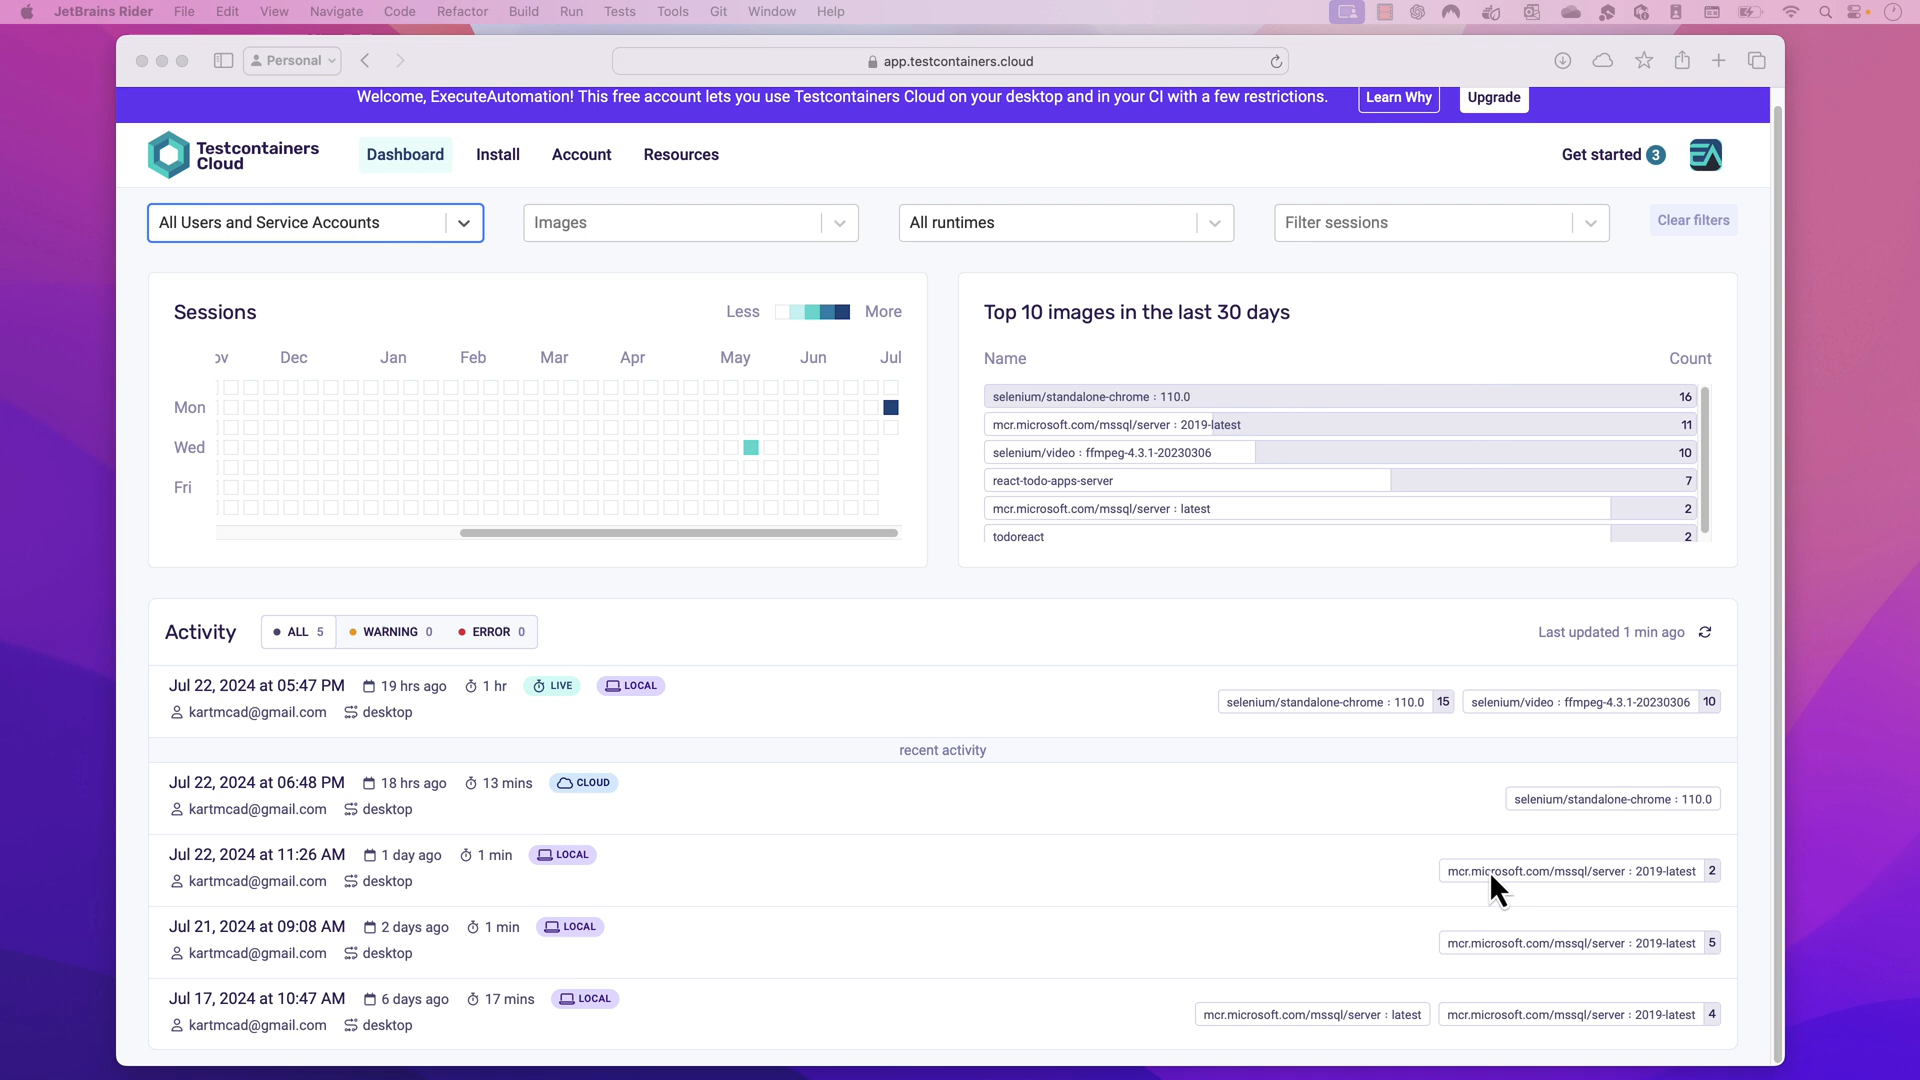 JetBrains Rider File Edit View Navigate Code Refactor Build Run Tests Tools Git Window Help
Personal
app.testcontainers.cloud
Welcome, ExecuteAutomation! This free account lets you use Testcontainers Cloud on your desktop and in your CI with a few restrictions. Learn Why Upgrade
Testcontainers
Cloud
Dashboard Install Account Resources
Get started 3
EA
All Users and Service Accounts Images All runtimes Filter sessions Clear filters
Sessions
Less More
ov Dec Jan Feb Mar Apr May Jun Jul
Mon
Wed
Fri
Top 10 images in the last 30 days
Name Count
selenium/standalone-chrome : 110.0 16
mcr.microsoft.com/mssql/server : 2019-latest 11
selenium/video : ffmpeg-4.3.1-20230306 10
react-todo-apps-server 7
mcr.microsoft.com/mssql/server : latest 2
todoreact 2
Activity ALL 5 WARNING 0 ERROR 0
Last updated 1 min ago
Jul 22, 2024 at 05:47 PM 19 hrs ago 1 hr LIVE LOCAL
kartmcad@gmail.com desktop
selenium/standalone-chrome : 110.0 15 selenium/video : ffmpeg-4.3.1-20230306 10
recent activity
Jul 22, 2024 at 06:48 PM 18 hrs ago 13 mins CLOUD
kartmcad@gmail.com desktop
selenium/standalone-chrome : 110.0
Jul 22, 2024 at 11:26 AM 1 day ago 1 min LOCAL
kartmcad@gmail.com desktop
mcr.microsoft.com/mssql/server : 2019-latest 2
Jul 21, 2024 at 09:08 AM 2 days ago 1 min LOCAL
kartmcad@gmail.com desktop
mcr.microsoft.com/mssql/server : 2019-latest 5
Jul 17, 2024 at 10:47 AM 6 days ago 17 mins LOCAL
kartmcad@gmail.com desktop
mcr.microsoft.com/mssql/server : latest mcr.microsoft.com/mssql/server : 2019-latest 4